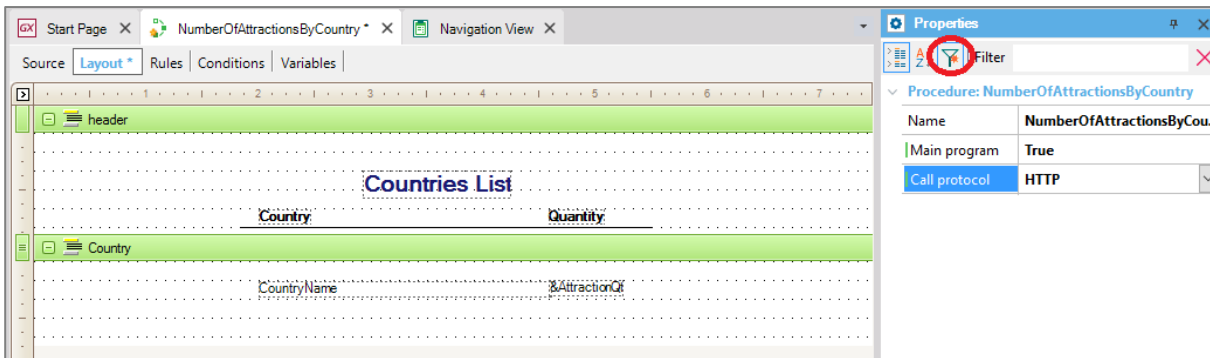 GX Start Page X NumberOfAttractionsByCountry * X Navigation View X
Source Layout * Rules Conditions Variables
1 2 3 4 5 6 7
header
Countries List
Country Quantity
Country
CountryName &AttractionQt
Properties
Filter
Procedure: NumberOfAttractionsByCountry
Name NumberOfAttractionsByCou.
Main program True
Call protocol HTTP